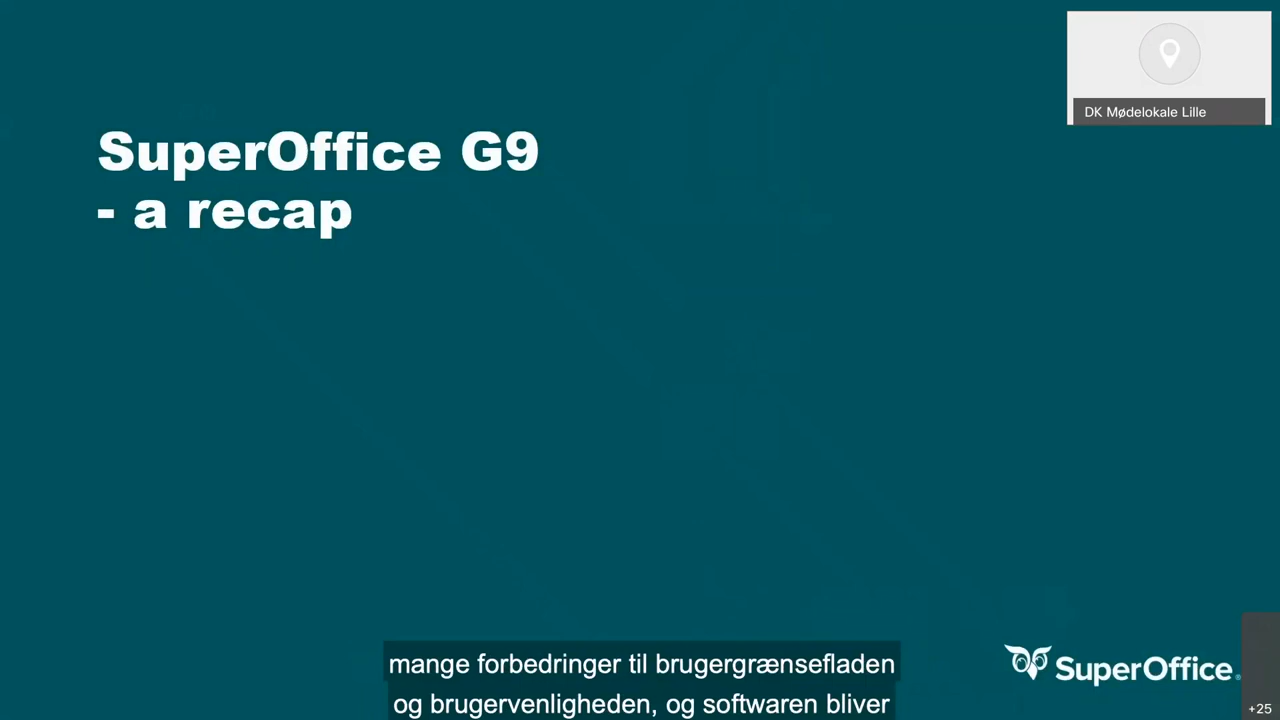 DK Mødelokale Lille
SuperOffice G9
- a recap
mange forbedringer til brugergrænsefladen
og brugervenligheden, og softwaren bliver
SuperOffice®
+25